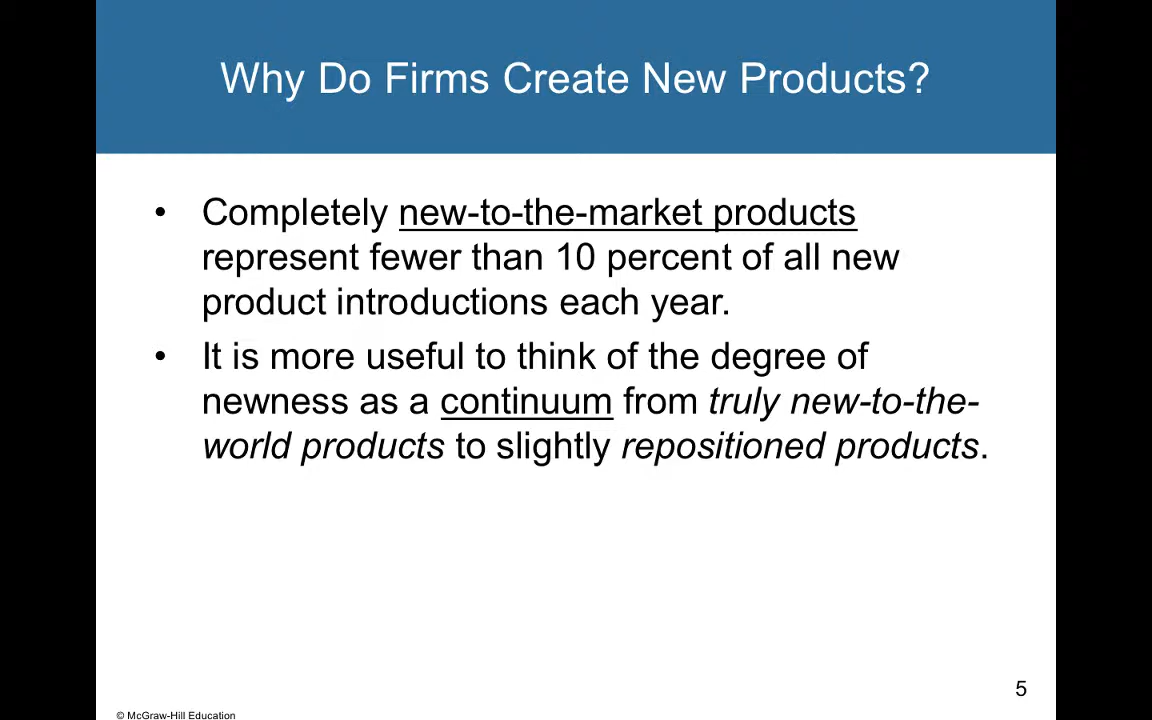 Why Do Firms Create New Products?
• Completely new-to-the-market products
represent fewer than 10 percent of all new
product introductions each year.
• It is more useful to think of the degree of
newness as a continuum from truly new-to-the-
world products to slightly repositioned products.
5
© McGraw-Hill Education